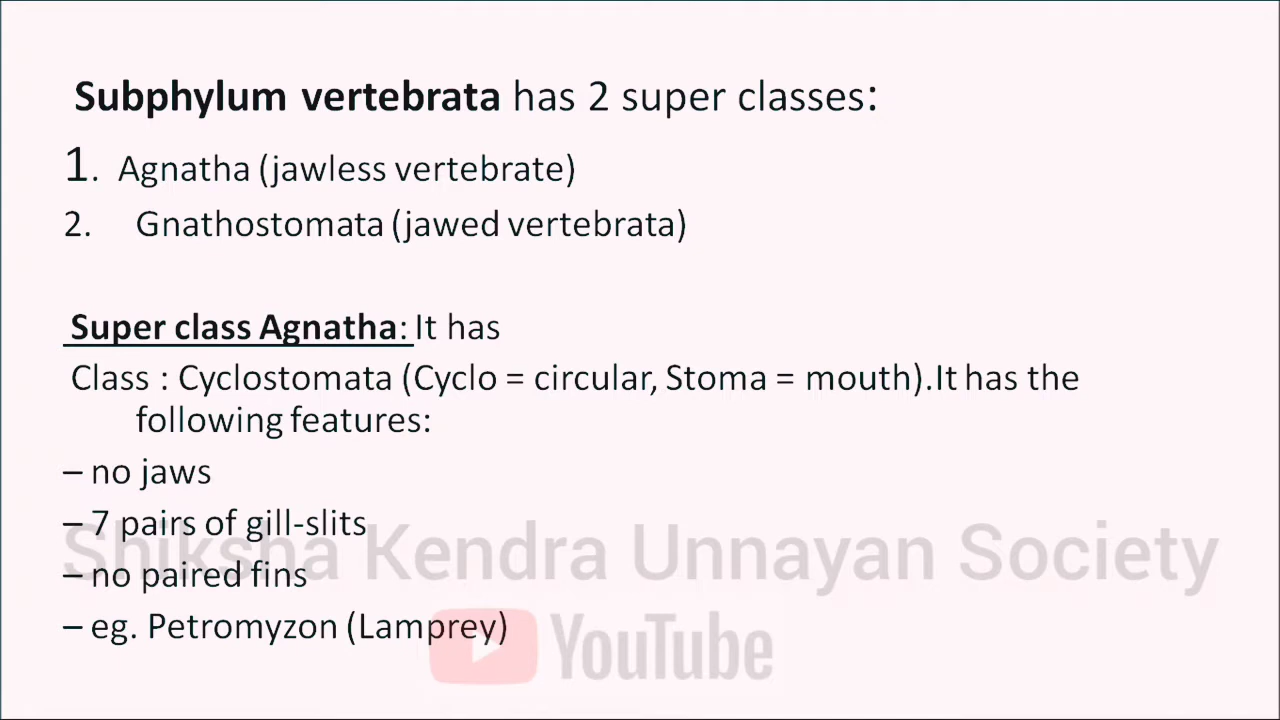 Subphylum vertebrata has 2 super classes:
1. Agnatha (jawless vertebrate)
2. Gnathostomata (jawed vertebrata)
Super class Agnatha: It has
Class : Cyclostomata (Cyclo = circular, Stoma = mouth).It has the
following features:
– no jaws
– 7 pairs of gill-slits
Shiksha Kendra Unnayan Society
– no paired fins
– eg. Petromyzon (Lamprey)
YouTube